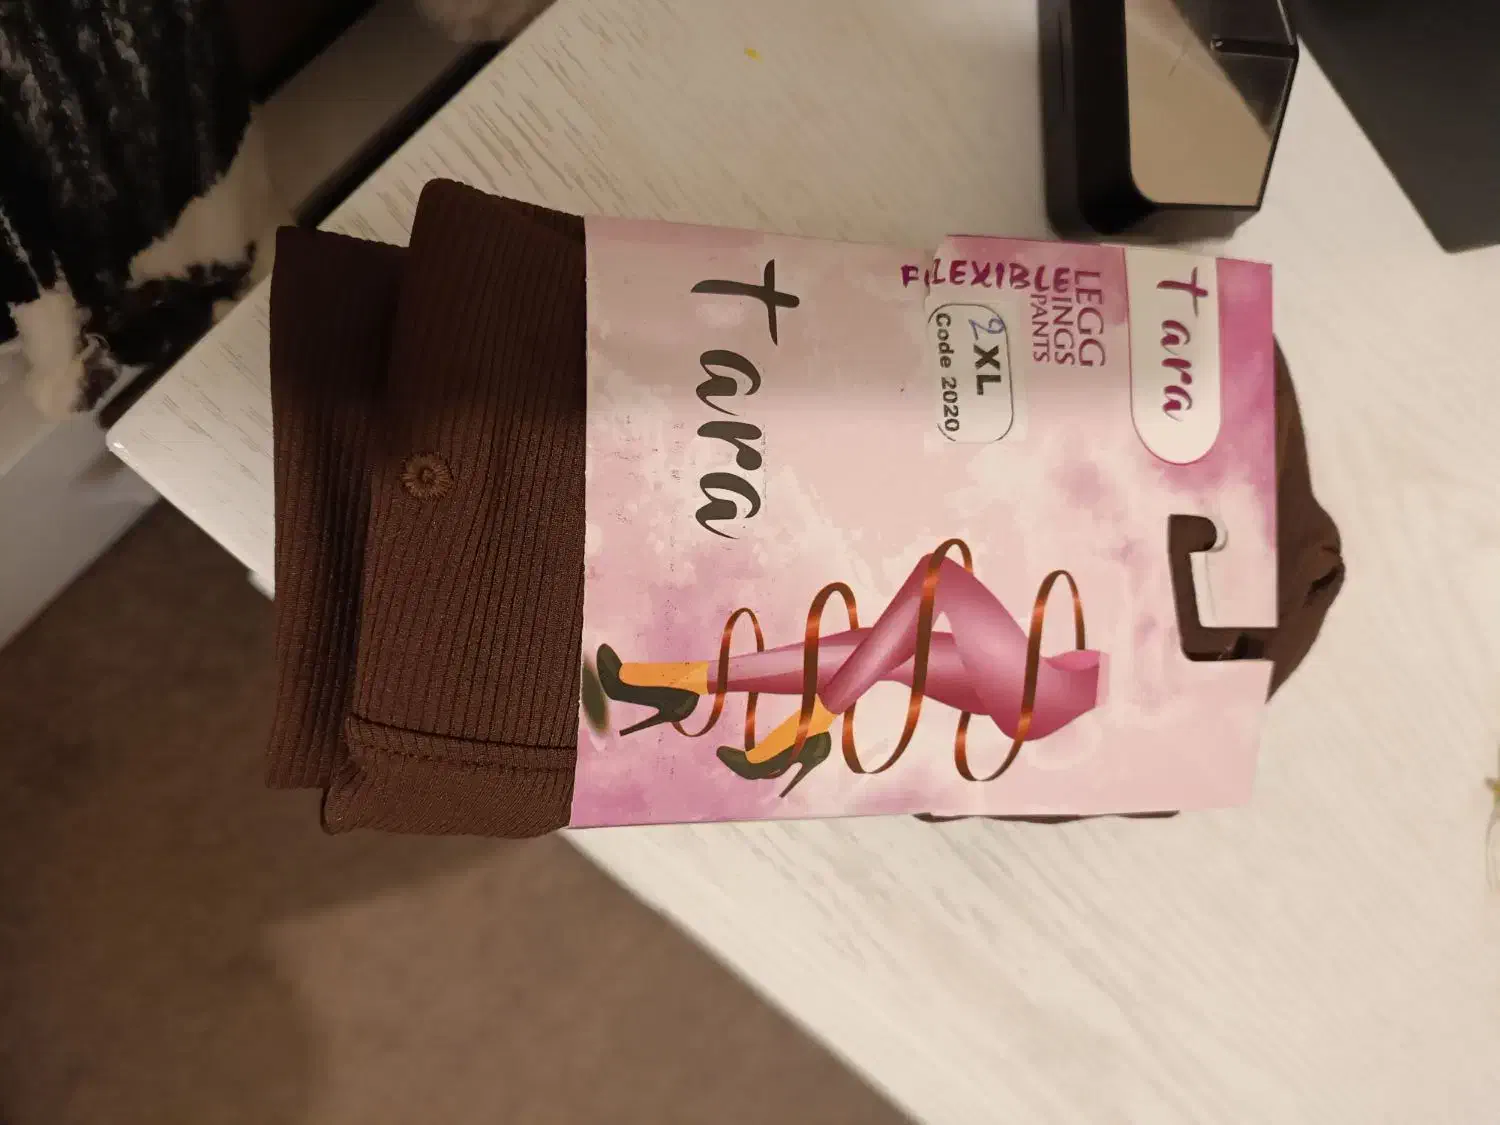 Tara
LEGG
INGS
PANTS
FLEXIBLE
2XL
Code 2020
Tara